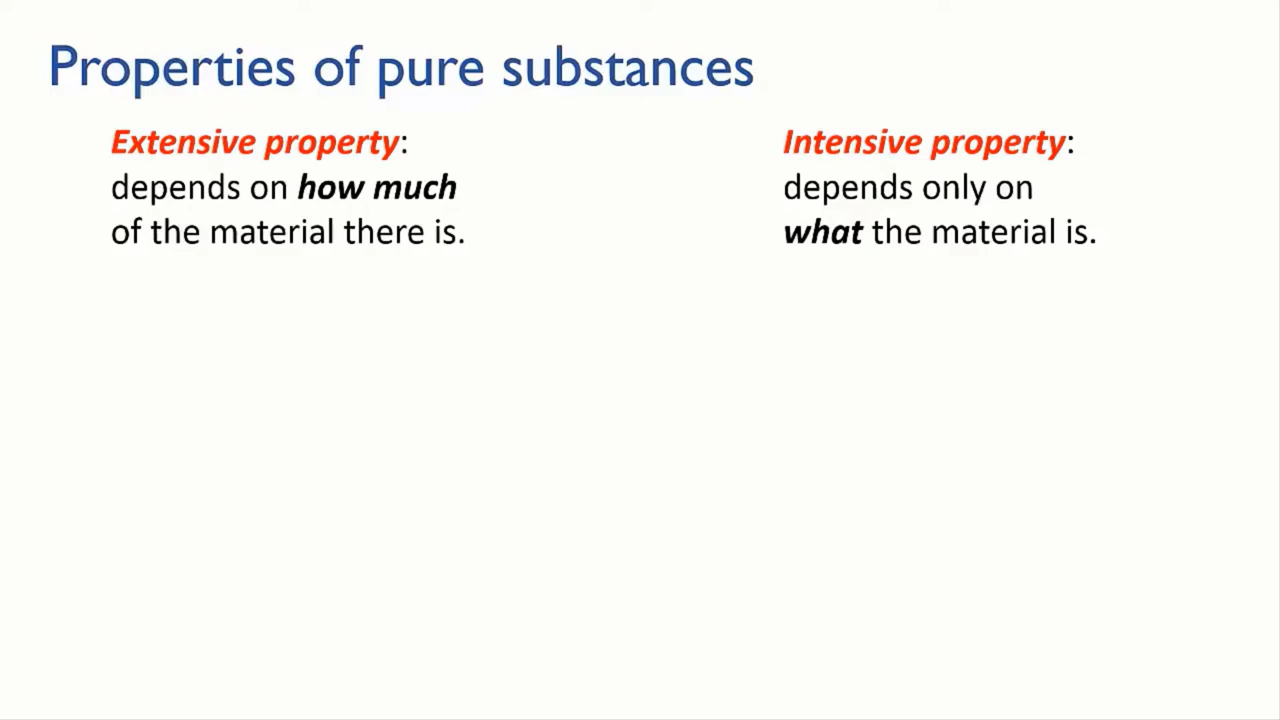 Properties of pure substances
Extensive property:
depends on how much
of the material there is.
Intensive property:
depends only on
what the material is.